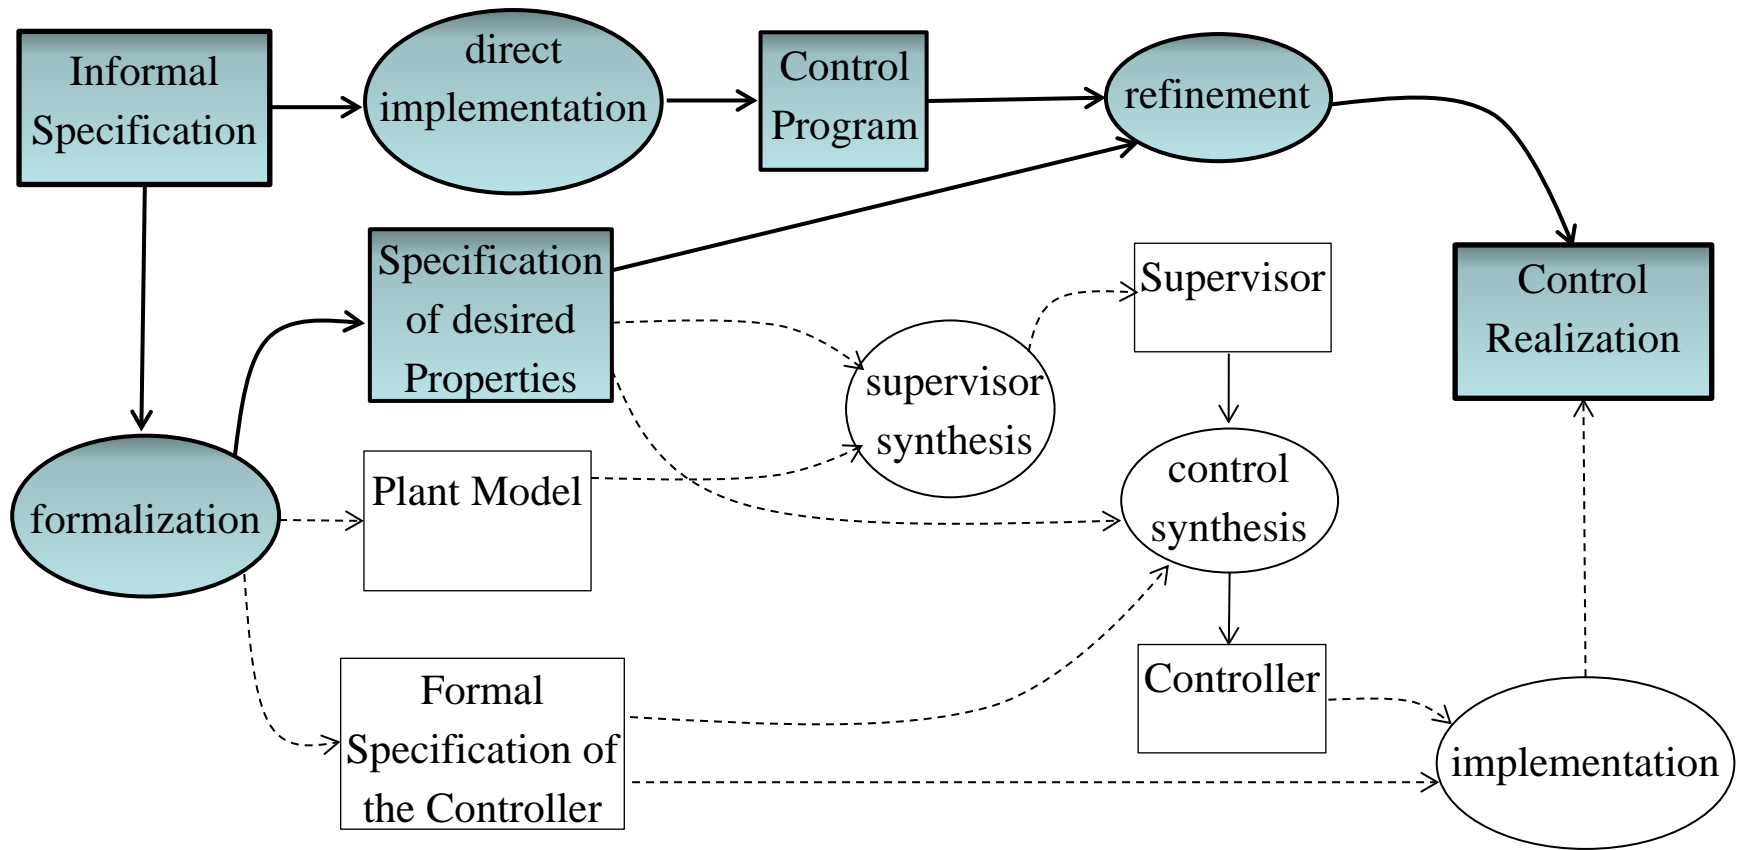 Informal
Specification
direct
implementation
Control
Program
refinement
Specification
of desired
Properties
Supervisor
Control
Realization
supervisor
synthesis
formalization
Plant Model
control
synthesis
Formal
Specification of
the Controller
Controller
implementation